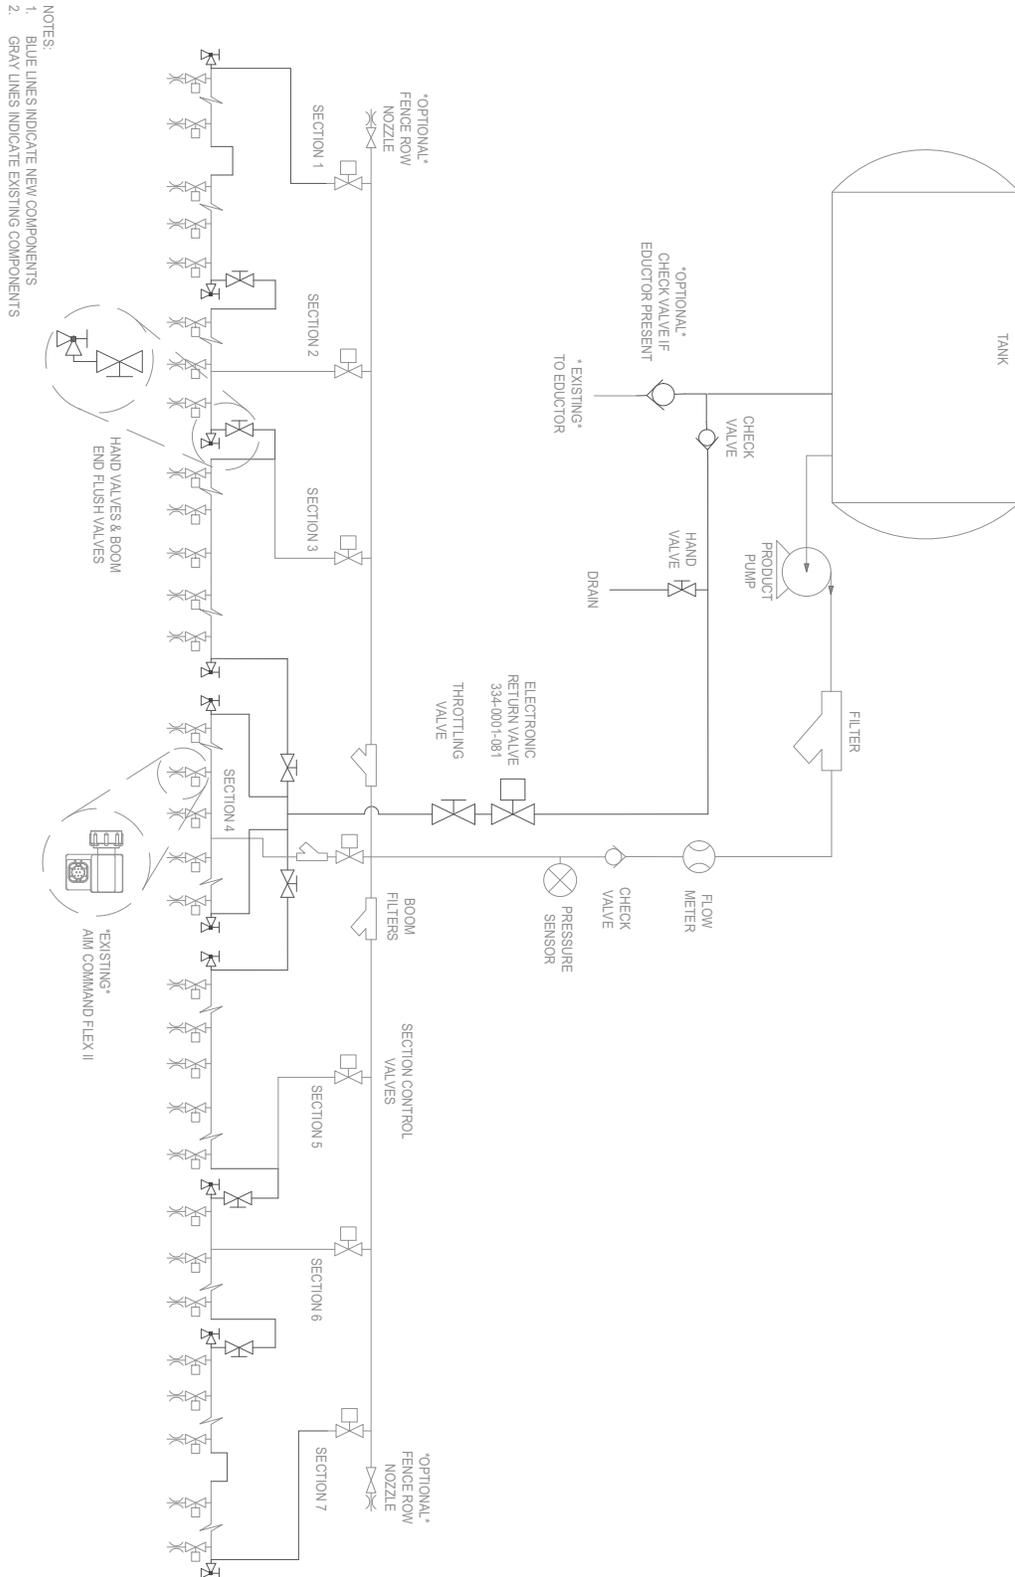 TANK
*OPTIONAL*
CHECK VALVE IF
EDUCTOR PRESENT
* EXISTING*
TO EDUCTOR
CHECK
VALVE
HAND
VALVE
DRAIN
PRODUCT
PUMP
FILTER
ELECTRONIC
RETURN VALVE
334-0001-081
THROTTLING
VALVE
FLOW
METER
CHECK
VALVE
PRESSURE
SENSOR
*OPTIONAL*
FENCE ROW
NOZZLE
BOOM
FILTERS
SECTION CONTROL
VALVES
*OPTIONAL*
FENCE ROW
NOZZLE
SECTION 1
SECTION 2
SECTION 3
SECTION 4
SECTION 5
SECTION 6
SECTION 7
HAND VALVES & BOOM
END FLUSH VALVES
*EXISTING*
AIM COMMAND FLEX II
NOTES:
1. BLUE LINES INDICATE NEW COMPONENTS
2. GRAY LINES INDICATE EXISTING COMPONENTS